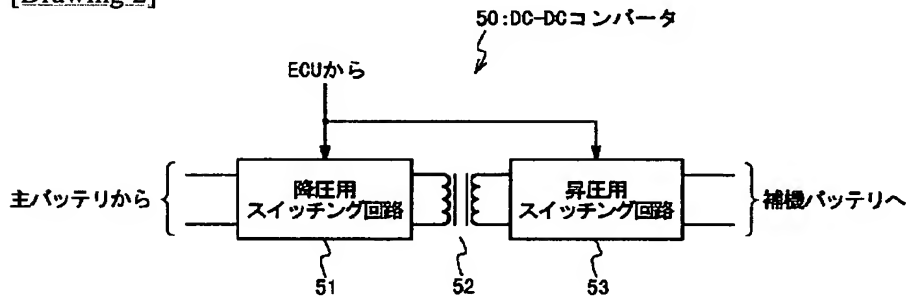 [Drawing 2]
50:DC-DCコンバータ
ECUから
主バッテリから
降圧用
スイッチング回路
昇圧用
スイッチング回路
補機バッテリへ
51
52
53